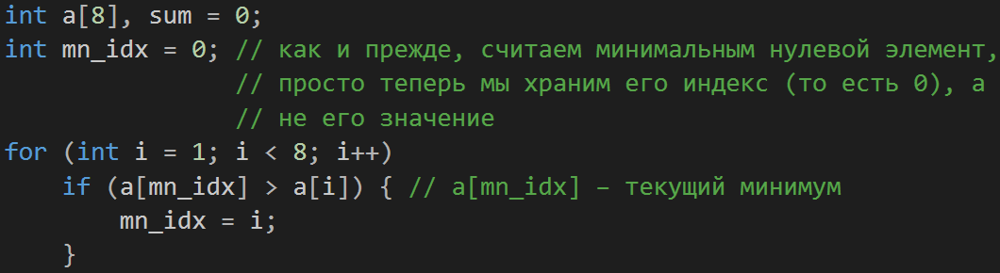 int a[8], sum = 0;
int mn_idx = 0; // как и прежде, считаем минимальным нулевой элемент,
// просто теперь мы храним его индекс (то есть 0), а
// не его значение
for (int i = 1; i < 8; i++)
if (a[mn_idx] > a[i]) { // a[mn_idx] – текущий минимум
mn_idx = i;
}